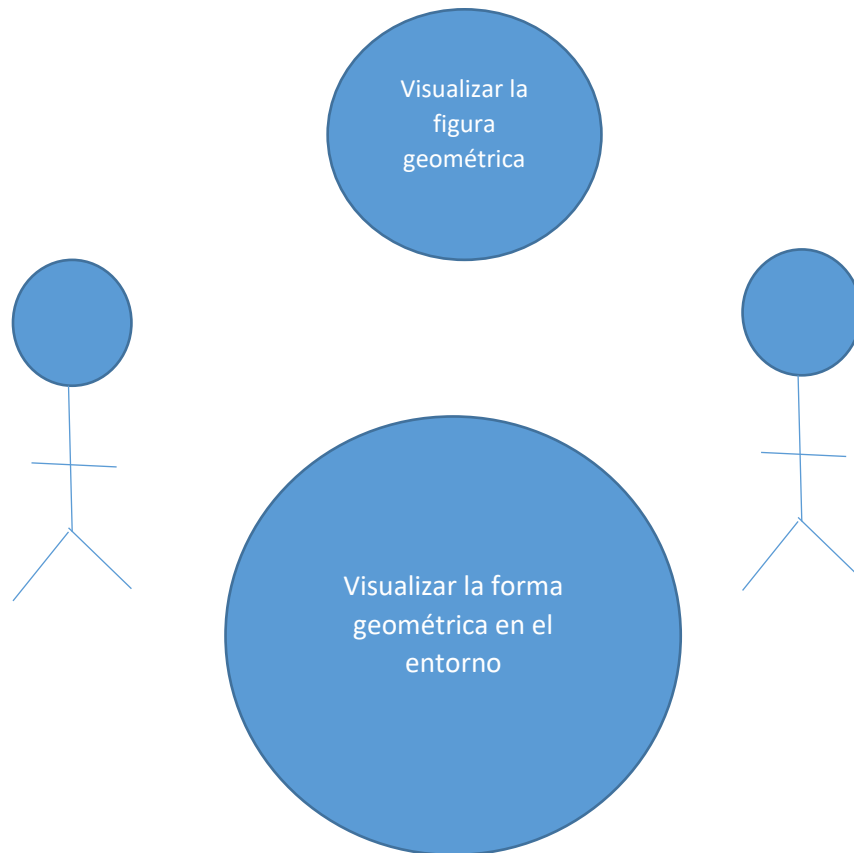 Visualizar la
figura
geométrica
Visualizar la forma
geométrica en el
entorno